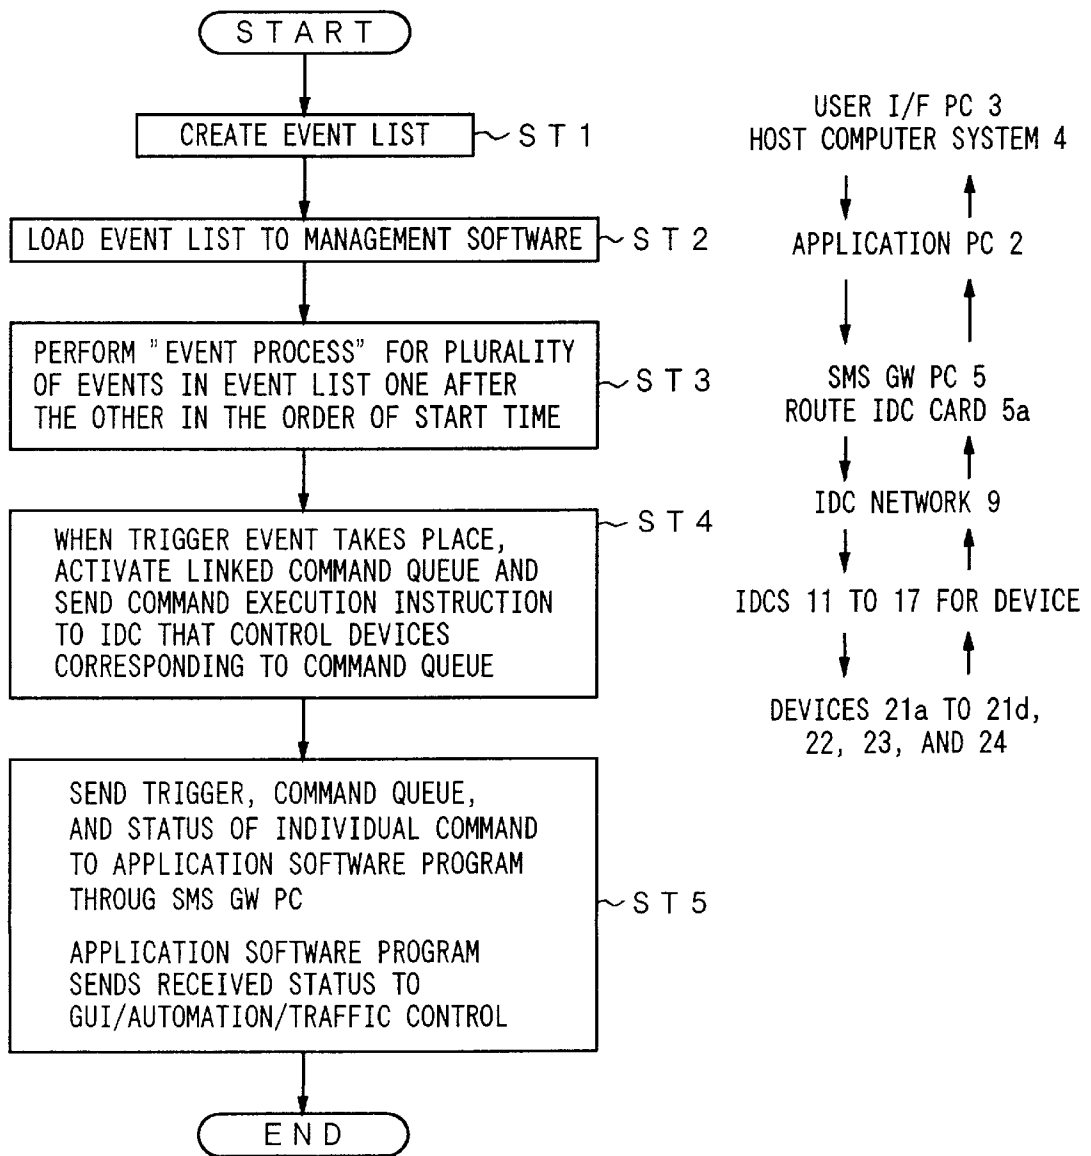 START
CREATE EVENT LIST
ST1
LOAD EVENT LIST TO MANAGEMENT SOFTWARE
ST2
PERFORM "EVENT PROCESS" FOR PLURALITY
OF EVENTS IN EVENT LIST ONE AFTER
THE OTHER IN THE ORDER OF START TIME
ST3
WHEN TRIGGER EVENT TAKES PLACE,
ACTIVATE LINKED COMMAND QUEUE AND
SEND COMMAND EXECUTION INSTRUCTION
TO IDC THAT CONTROL DEVICES
CORRESPONDING TO COMMAND QUEUE
ST4
SEND TRIGGER, COMMAND QUEUE,
AND STATUS OF INDIVIDUAL COMMAND
TO APPLICATION SOFTWARE PROGRAM
THROUG SMS GW PC
APPLICATION SOFTWARE PROGRAM
SENDS RECEIVED STATUS TO
GUI/AUTOMATION/TRAFFIC CONTROL
ST5
END
USER I/F PC 3
HOST COMPUTER SYSTEM 4
APPLICATION PC 2
SMS GW PC 5
ROUTE IDC CARD 5a
IDC NETWORK 9
IDCS 11 TO 17 FOR DEVICE
DEVICES 21a TO 21d,
22, 23, AND 24